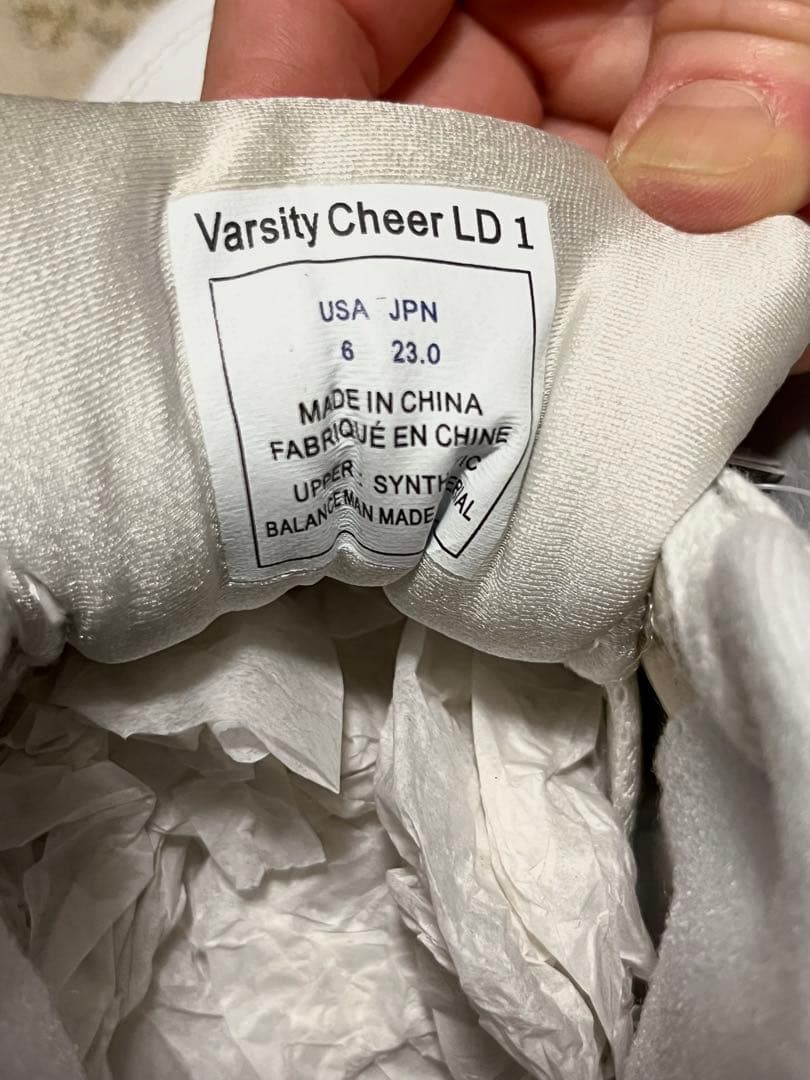 Varsity Cheer LD 1
USA JPN
6 23.0
MADE IN CHINA
FABRIQUÉ EN CHINE
UPPER: SYNTHETIC
BALANCE MAN MADE MATERIAL